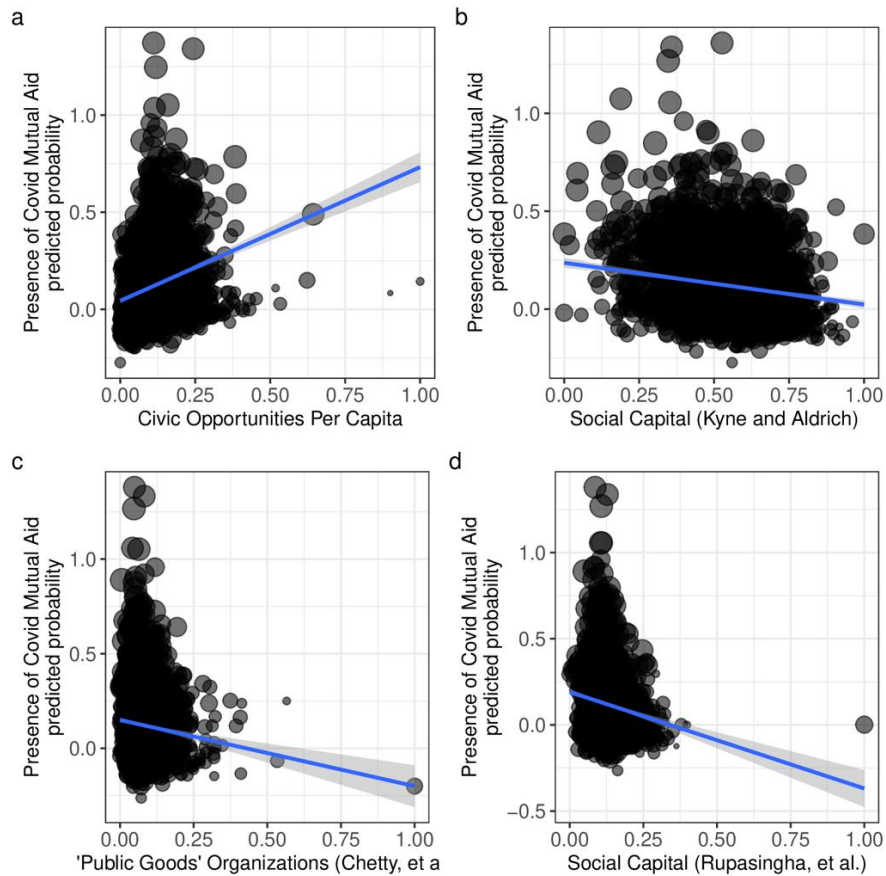 a
Presence of Covid Mutual Aid
predicted probability
1.0
0.5
0.0
0.00 0.25 0.50 0.75 1.00
Civic Opportunities Per Capita
b
Presence of Covid Mutual Aid
predicted probability
1.0
0.5
0.0
0.00 0.25 0.50 0.75 1.00
Social Capital (Kyne and Aldrich)
c
Presence of Covid Mutual Aid
predicted probability
1.0
0.5
0.0
0.00 0.25 0.50 0.75 1.00
'Public Goods' Organizations (Chetty, et a
d
Presence of Covid Mutual Aid
predicted probability
1.0
0.5
0.0
−0.5
0.00 0.25 0.50 0.75 1.00
Social Capital (Rupasingha, et al.)